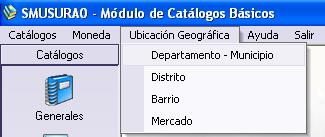 SMUSURA0 - Módulo de Catálogos Básicos
Catálogos Moneda Ubicación Geográfica Ayuda Salir
Catálogos
Departamento - Municipio
Distrito
Generales
Barrio
Mercado